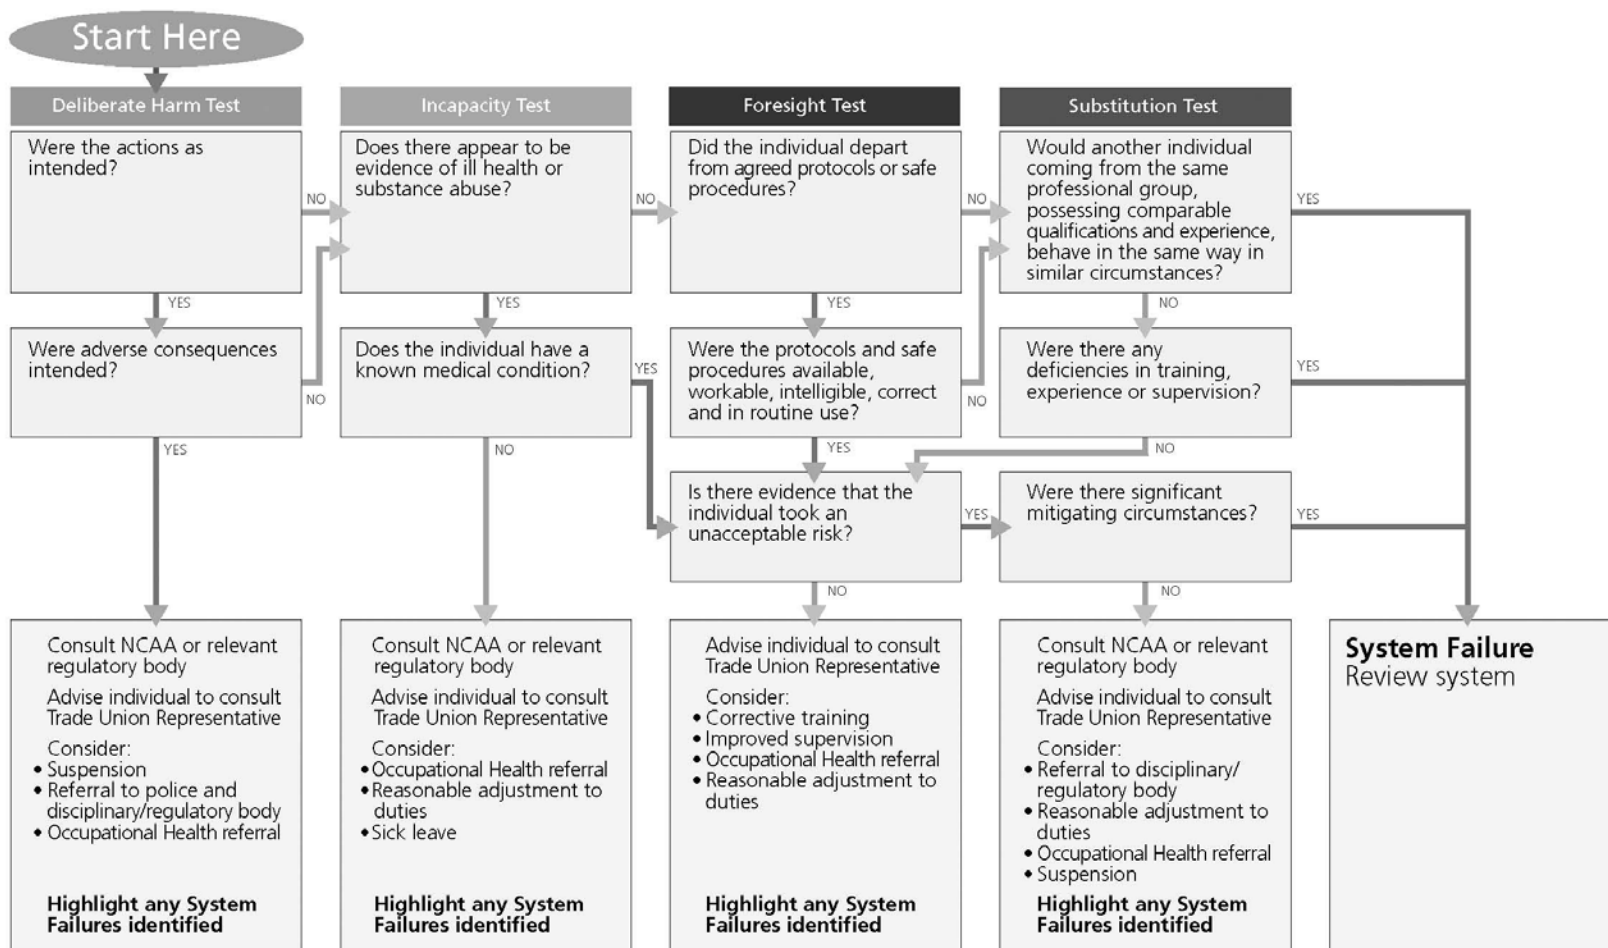 Start Here
Deliberate Harm Test
Were the actions as
intended?
NO
YES
Were adverse consequences
intended?
NO
YES
Consult NCAA or relevant
regulatory body
Advise individual to consult
Trade Union Representative
Consider:
• Suspension
• Referral to police and
disciplinary/regulatory body
• Occupational Health referral
Highlight any System
Failures identified
Incapacity Test
Does there appear to be
evidence of ill health or
substance abuse?
NO
YES
Does the individual have a
known medical condition?
YES
NO
Consult NCAA or relevant
regulatory body
Advise individual to consult
Trade Union Representative
Consider:
• Occupational Health referral
• Reasonable adjustment to
duties
• Sick leave
Highlight any System
Failures identified
Foresight Test
Did the individual depart
from agreed protocols or safe
procedures?
NO
YES
Were the protocols and safe
procedures available,
workable, intelligible, correct
and in routine use?
NO
YES
Is there evidence that the
individual took an
unacceptable risk?
YES
NO
Advise individual to consult
Trade Union Representative
Consider:
• Corrective training
• Improved supervision
• Occupational Health referral
• Reasonable adjustment to
duties
Highlight any System
Failures identified
Substitution Test
Would another individual
coming from the same
professional group,
possessing comparable
qualifications and experience,
behave in the same way in
similar circumstances?
YES
NO
Were there any
deficiencies in training,
experience or supervision?
YES
NO
Were there significant
mitigating circumstances?
YES
NO
Consult NCAA or relevant
regulatory body
Advise individual to consult
Trade Union Representative
Consider:
• Referral to disciplinary/
regulatory body
• Reasonable adjustment to
duties
• Occupational Health referral
• Suspension
Highlight any System
Failures identified
System Failure
Review system